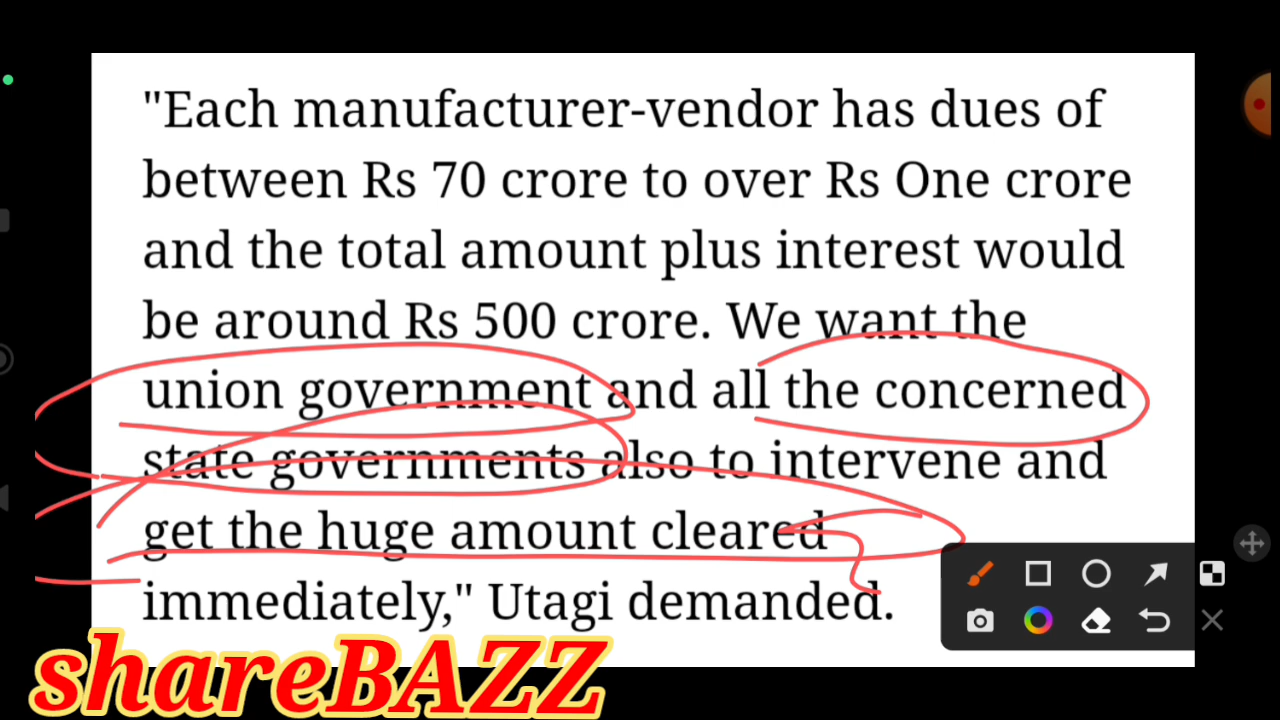 "Each manufacturer-vendor has dues of
between Rs 70 crore to over Rs One crore
and the total amount plus interest would
be around Rs 500 crore. We want the
union government and all the concerned
state governments also to intervene and
get the huge amount cleared
immediately," Utagi demanded.
shareBAZZ